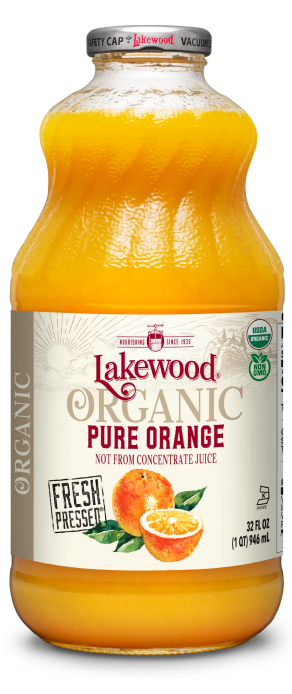 SAFETY CAP Lakewood VACUUM
NOURISHING SINCE 1935
Lakewood®
ORGANIC
PURE ORANGE
NOT FROM CONCENTRATE JUICE
USDA
ORGANIC
NON
GMO
ORGANIC
FRESH
PRESSED®
32 FL OZ
(1 QT) 946 mL